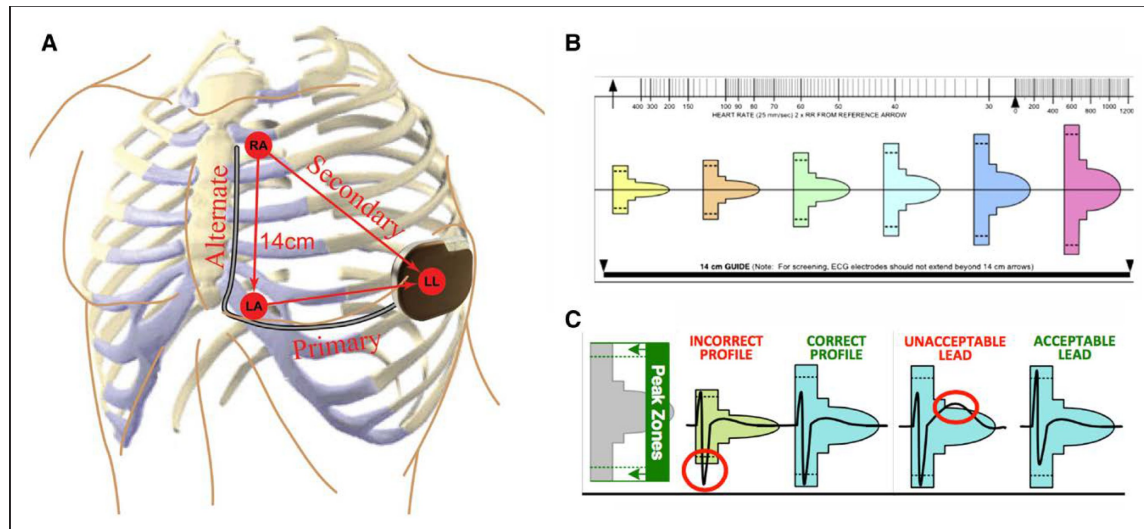 A
RA
Secondary
Alternate
14cm
LL
LA
Primary
B
400 300 200 150 100 90 80 70 60 50 40 30 0 200 400 600 800 1000 1200
HEART RATE (25 mm/sec) 2 x RR FROM REFERENCE ARROW
14 cm GUIDE (Note: For screening, ECG electrodes should not extend beyond 14 cm arrows)
C
Peak Zones
INCORRECT
PROFILE
CORRECT
PROFILE
UNACCEPTABLE
LEAD
ACCEPTABLE
LEAD